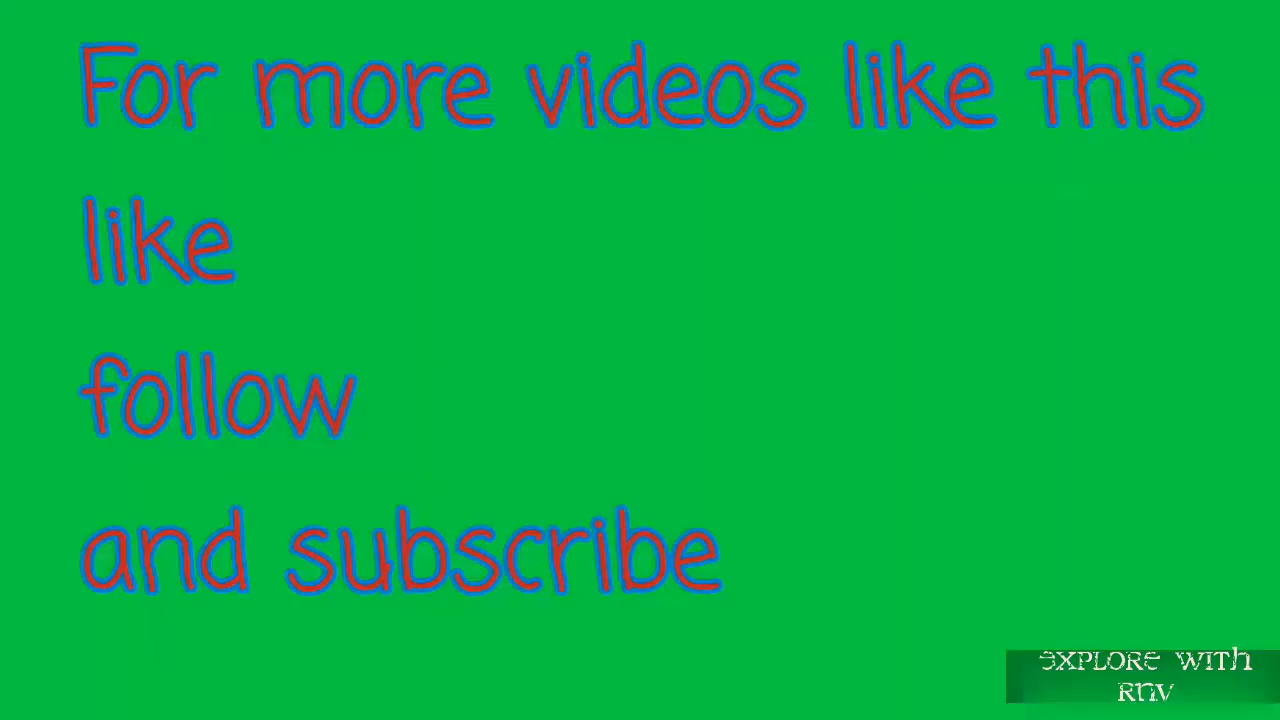 For more videos like this
like
follow
and subscribe
EXPLORE WITH
RNV